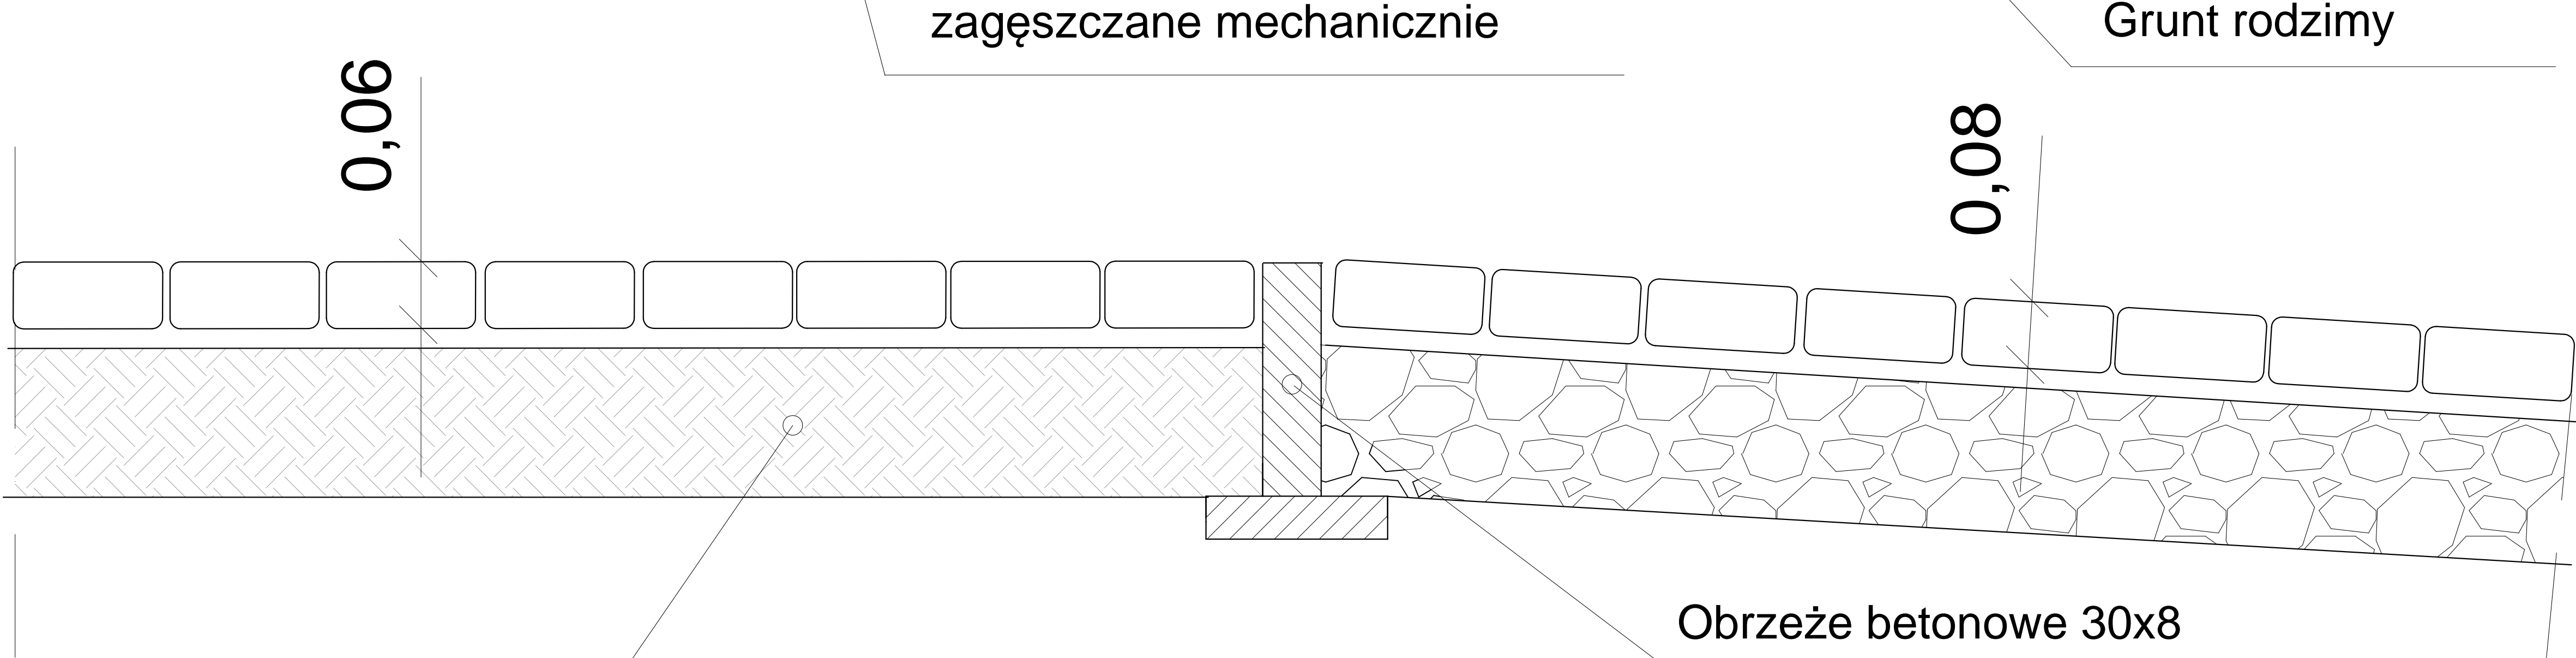 zagęszczane mechanicznie
Grunt rodzimy
0,06
0,08
Obrzeże betonowe 30x8